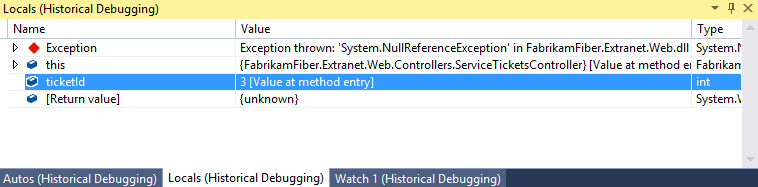 Locals (Historical Debugging)
Name Value Type
Exception Exception thrown: 'System.NullReferenceException' in FabrikamFiber.Extranet.Web.dll System.N
this {FabrikamFiber.Extranet.Web.Controllers.ServiceTicketsController} [Value at method en Fabrikam
ticketId 3 [Value at method entry] int
[Return value] {unknown} System.W
Autos (Historical Debugging) Locals (Historical Debugging) Watch 1 (Historical Debugging)